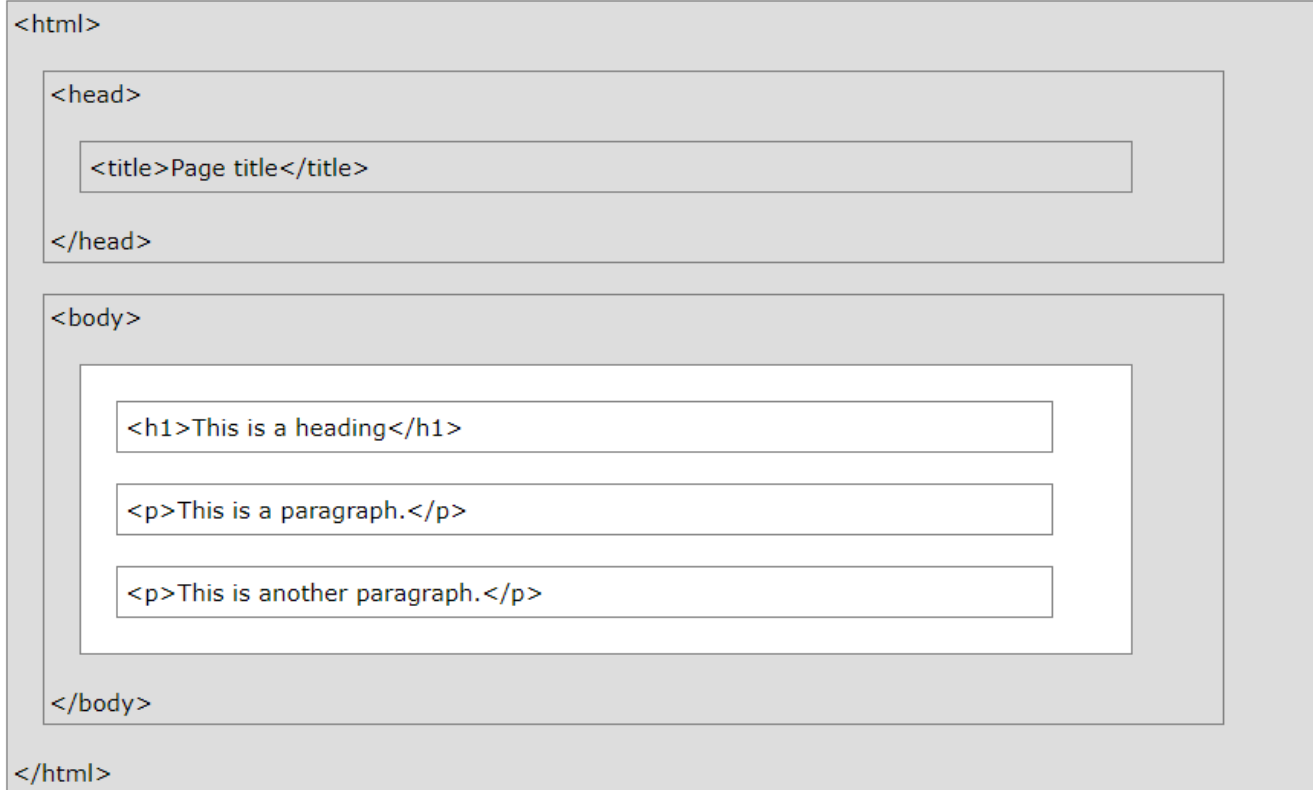 <html>
<head>
<title>Page title</title>
</head>
<body>
<h1>This is a heading</h1>
<p>This is a paragraph.</p>
<p>This is another paragraph.</p>
</body>
</html>